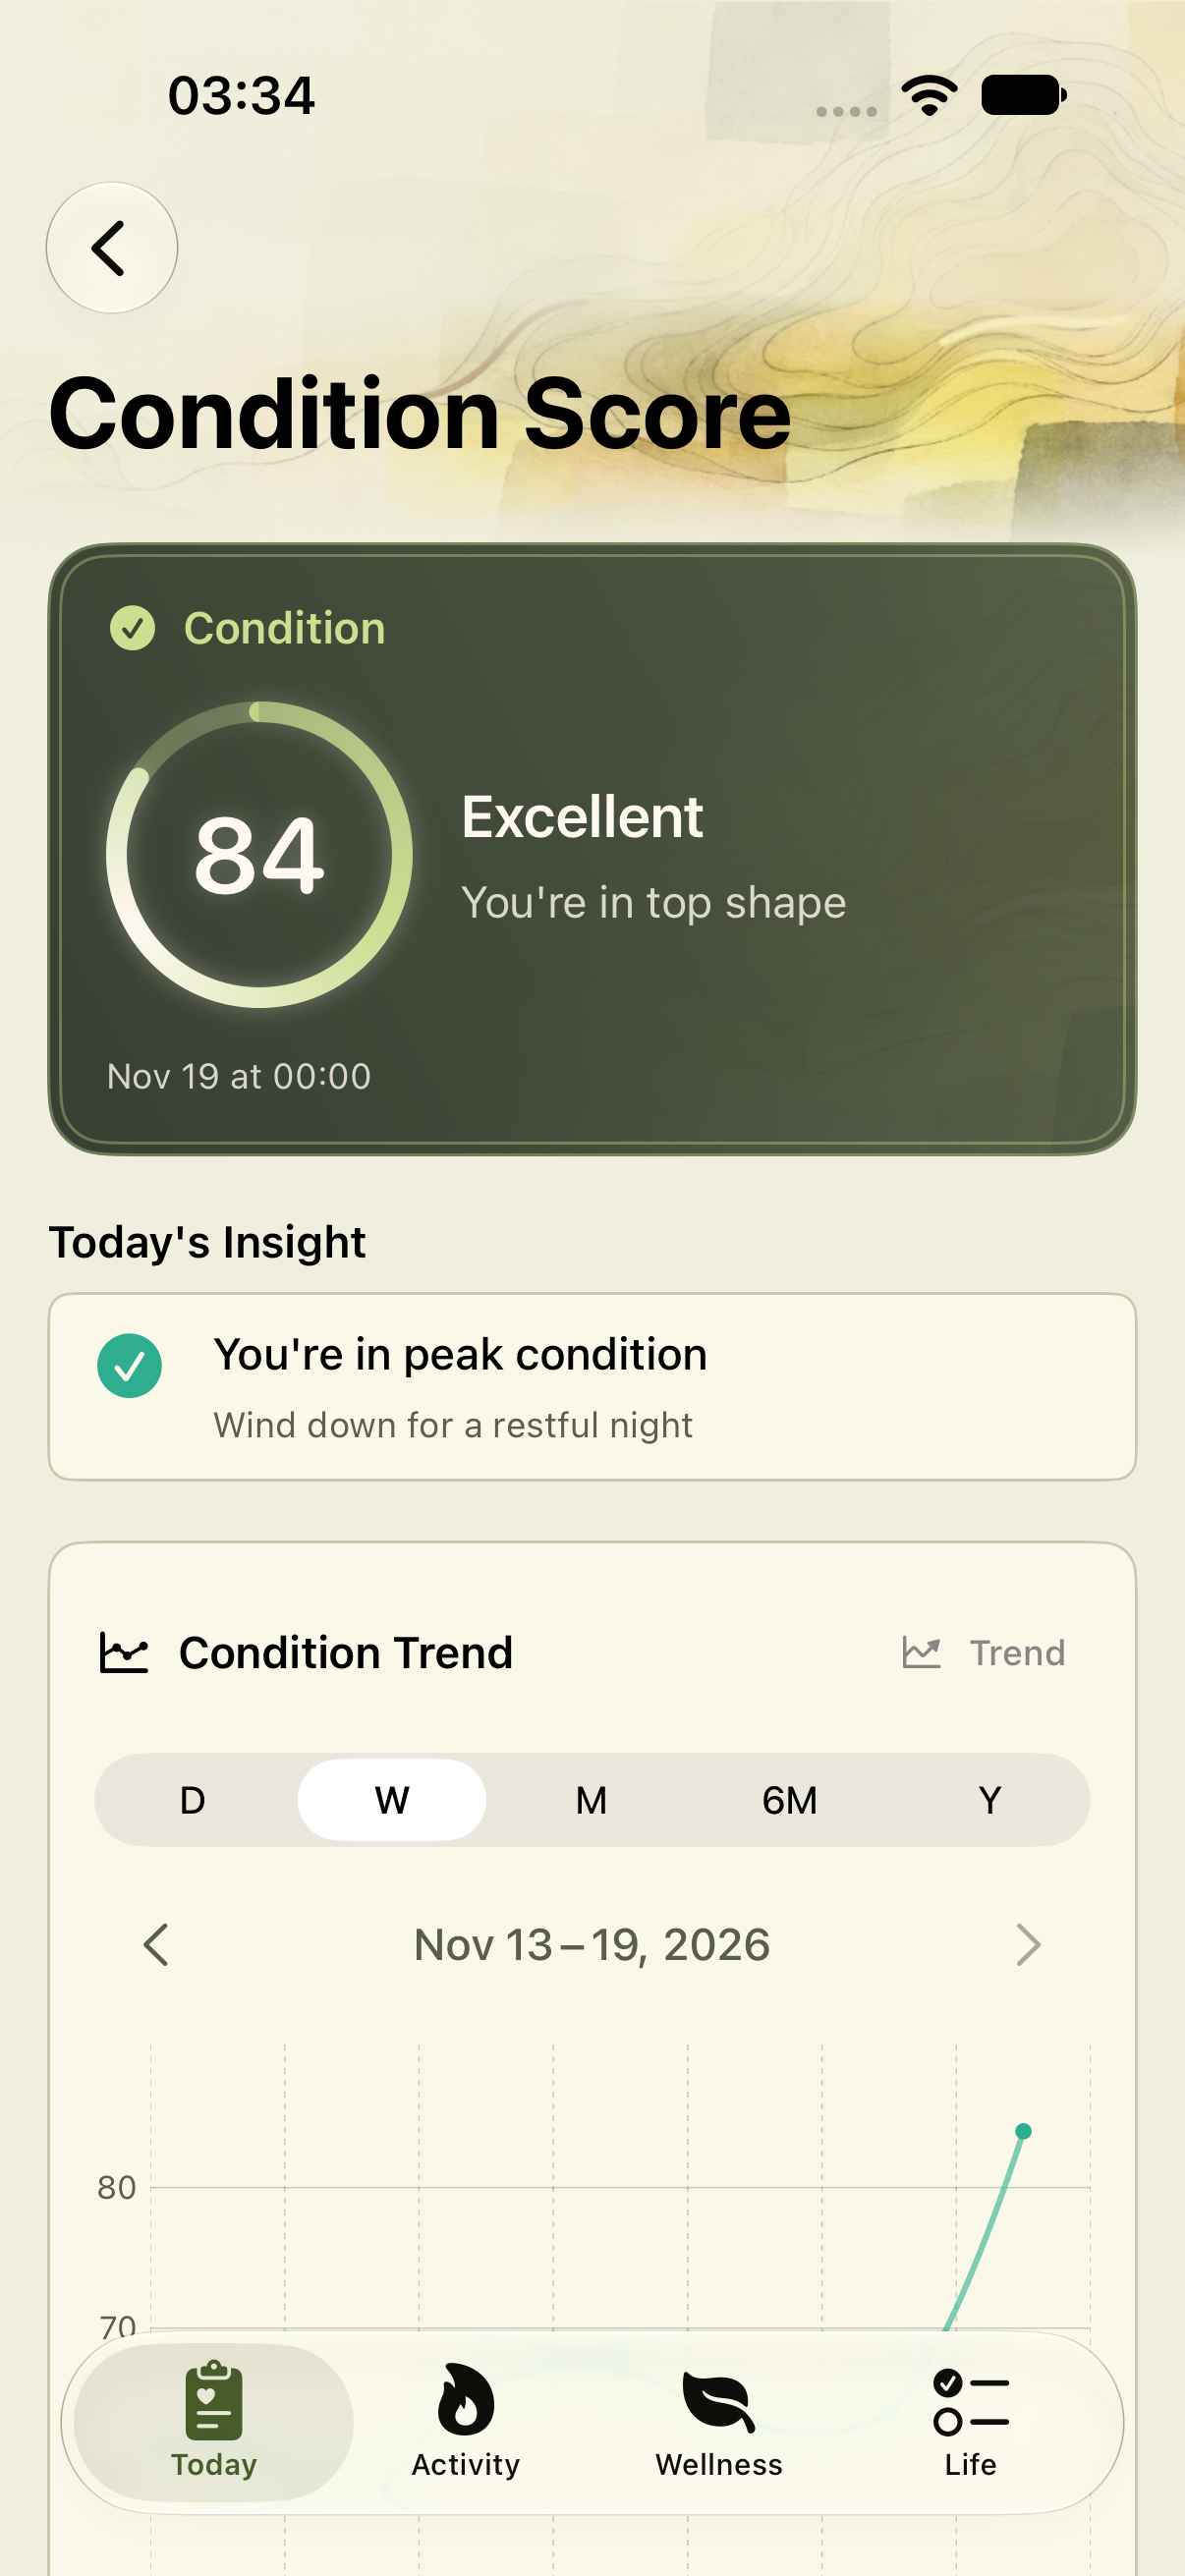 03:34
Condition Score
Condition
84
Excellent
You're in top shape
Nov 19 at 00:00
Today's Insight
You're in peak condition
Wind down for a restful night
Condition Trend
Trend
D W M 6M Y
Nov 13 – 19, 2026
80
70
Today Activity Wellness Life